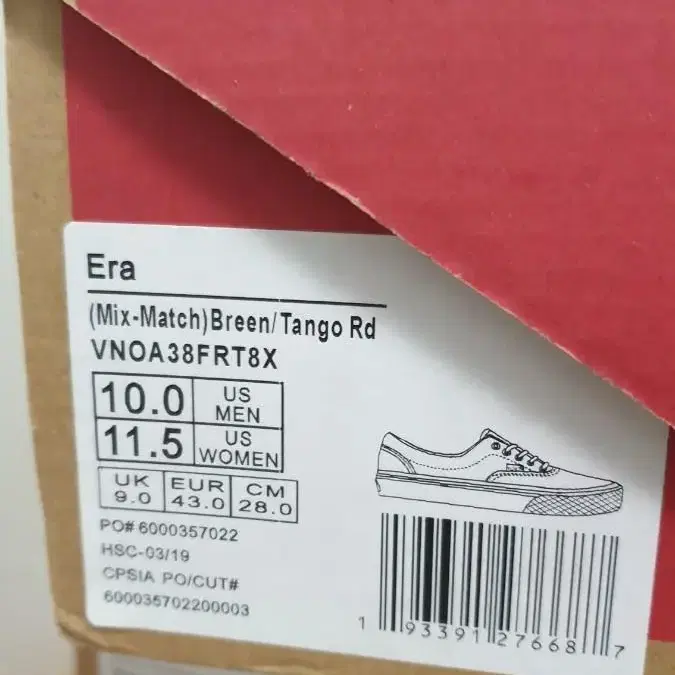 Era
(Mix-Match)Breen/Tango Rd
VN0A38FRT8X
10.0 US MEN
11.5 US WOMEN
UK 9.0 EUR 43.0 CM 28.0
PO# 6000357022
HSC-03/19
CPSIA PO/CUT#
600035702200003
1 93391 27668 7